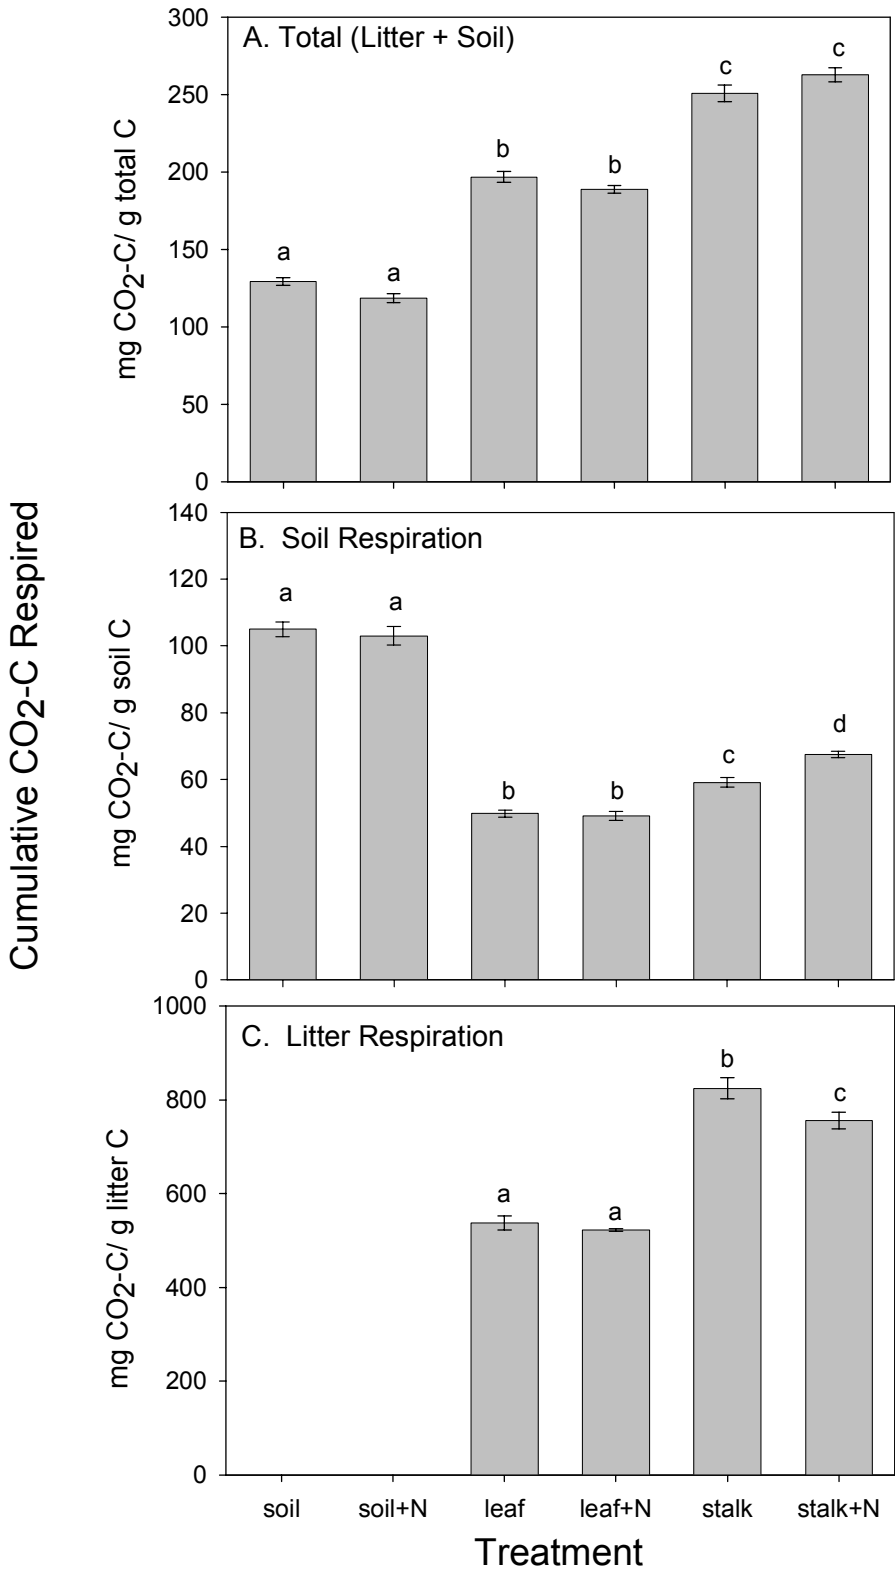 Cumulative CO2-C Respired
A. Total (Litter + Soil)
mg CO2-C/ g total C
300
250
200
150
100
50
0
a
a
b
b
c
c
B. Soil Respiration
mg CO2-C/ g soil C
140
120
100
80
60
40
20
0
a
a
b
b
c
d
C. Litter Respiration
mg CO2-C/ g litter C
1000
800
600
400
200
0
a
a
b
c
soil soil+N leaf leaf+N stalk stalk+N
Treatment